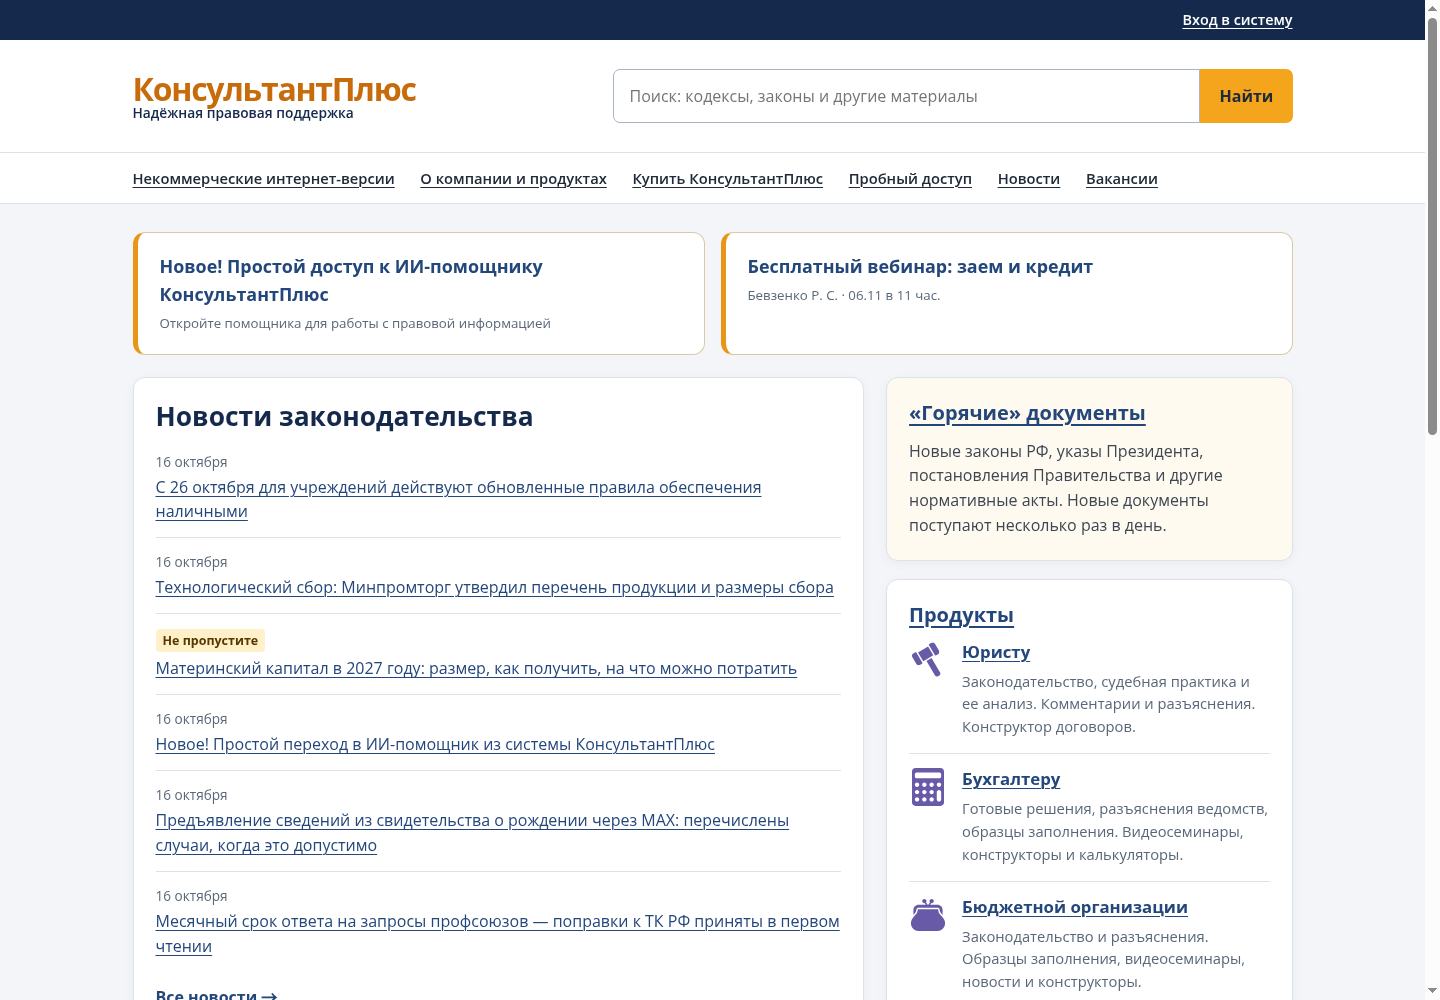 Вход в систему
КонсультантПлюс
Надёжная правовая поддержка
Поиск: кодексы, законы и другие материалы
Найти
Некоммерческие интернет-версии
О компании и продуктах
Купить КонсультантПлюс
Пробный доступ
Новости
Вакансии
Новое! Простой доступ к ИИ-помощнику
КонсультантПлюс
Откройте помощника для работы с правовой информацией
Бесплатный вебинар: заем и кредит
Бевзенко Р. С. · 06.11 в 11 час.
Новости законодательства
16 октября
С 26 октября для учреждений действуют обновленные правила обеспечения
наличными
16 октября
Технологический сбор: Минпромторг утвердил перечень продукции и размеры сбора
Не пропустите
Материнский капитал в 2027 году: размер, как получить, на что можно потратить
16 октября
Новое! Простой переход в ИИ-помощник из системы КонсультантПлюс
16 октября
Предъявление сведений из свидетельства о рождении через MAX: перечислены
случаи, когда это допустимо
16 октября
Месячный срок ответа на запросы профсоюзов — поправки к ТК РФ приняты в первом
чтении
Все новости →
«Горячие» документы
Новые законы РФ, указы Президента,
постановления Правительства и другие
нормативные акты. Новые документы
поступают несколько раз в день.
Продукты
Юристу
Законодательство, судебная практика и
ее анализ. Комментарии и разъяснения.
Конструктор договоров.
Бухгалтеру
Готовые решения, разъяснения ведомств,
образцы заполнения. Видеосеминары,
конструкторы и калькуляторы.
Бюджетной организации
Законодательство и разъяснения.
Образцы заполнения, видеосеминары,
новости и конструкторы.